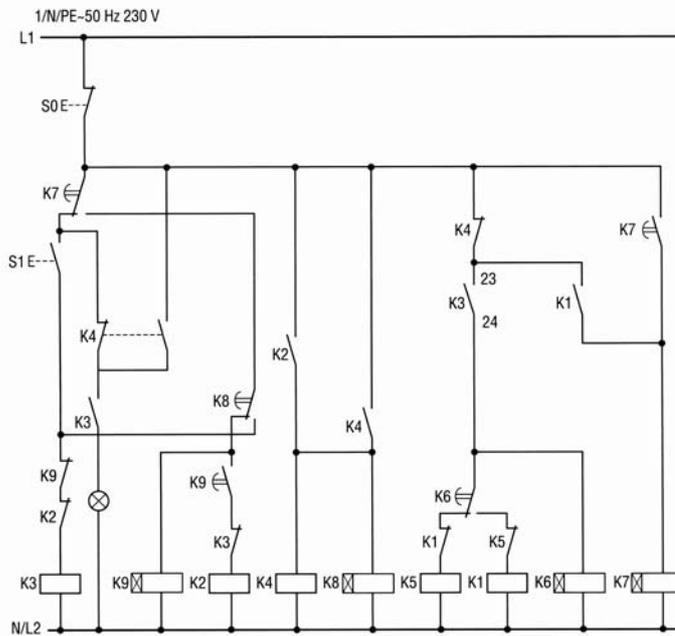 1/N/PE~50 Hz 230 V
L1
S0 E
K7
K4
K7
S1 E
23
K3
K1
24
K4
K2
K8
K3
K4
K9
K9
K6
K2
K3
K1
K5
K3
K9
K2
K4
K8
K5
K1
K6
K7
N/L2